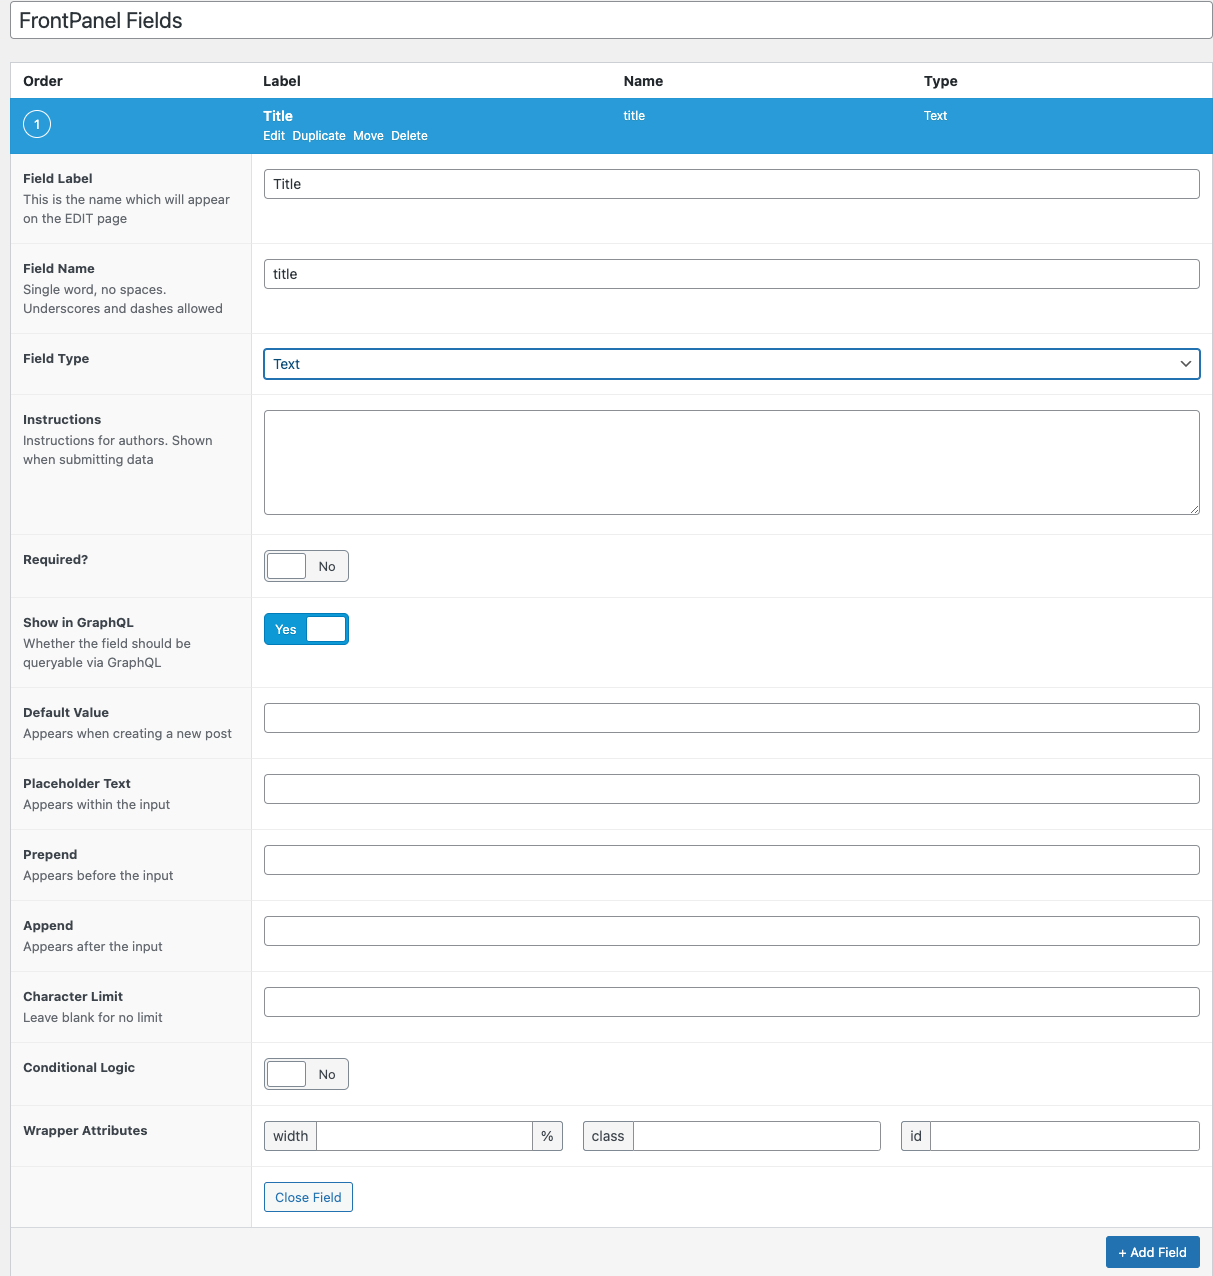 FrontPanel Fields
Order Label Name Type
1 Title title Text
Edit Duplicate Move Delete
Field Label
This is the name which will appear
on the EDIT page
Title
Field Name
Single word, no spaces.
Underscores and dashes allowed
title
Field Type
Text
Instructions
Instructions for authors. Shown
when submitting data
Required?
No
Show in GraphQL
Whether the field should be
queryable via GraphQL
Yes
Default Value
Appears when creating a new post
Placeholder Text
Appears within the input
Prepend
Appears before the input
Append
Appears after the input
Character Limit
Leave blank for no limit
Conditional Logic
No
Wrapper Attributes
width % class id
Close Field
+ Add Field